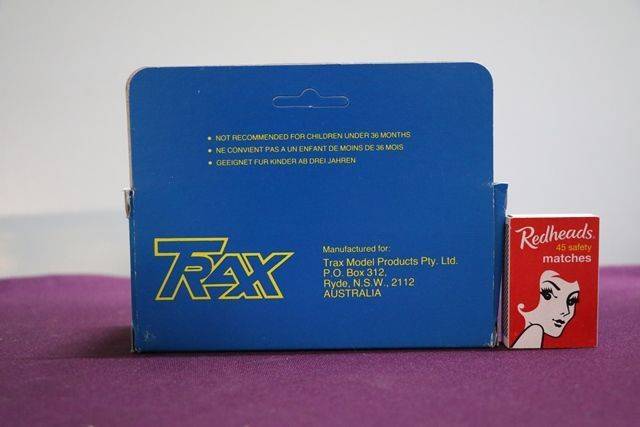 • NOT RECOMMENDED FOR CHILDREN UNDER 36 MONTHS
• NE CONVIENT PAS A UN ENFANT DE MOINS DE 36 MOIS
• GEEIGNET FUR KINDER AB DREI JAHREN
TRAX
Manufactured for:
Trax Model Products Pty. Ltd.
P.O. Box 312,
Ryde, N.S.W., 2112
AUSTRALIA
Redheads
45 safety
matches